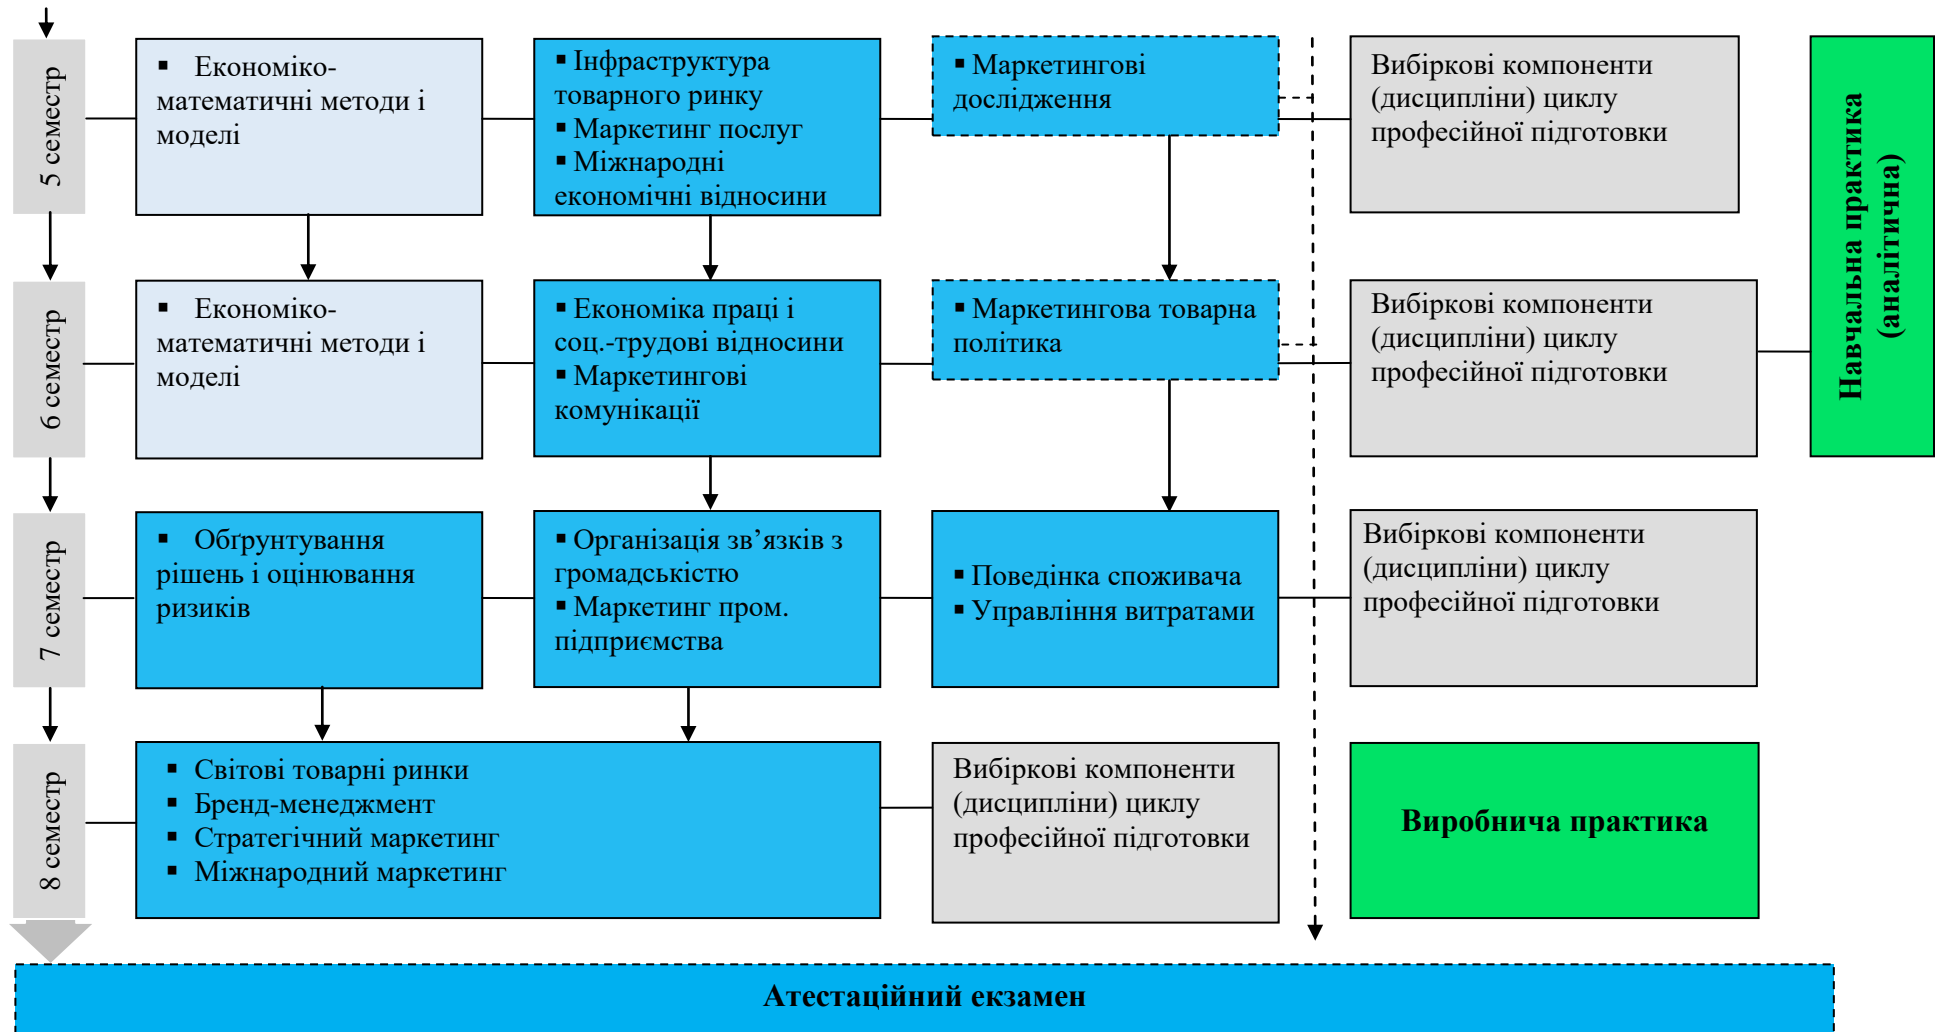 5 семестр
▪ Економіко-
математичні методи і
моделі
▪ Інфраструктура
товарного ринку
▪ Маркетинг послуг
▪ Міжнародні
економічні відносини
▪ Маркетингові
дослідження
Вибіркові компоненти
(дисципліни) циклу
професійної підготовки
Навчальна практика
(аналітична)
6 семестр
▪ Економіко-
математичні методи і
моделі
▪ Економіка праці і
соц.-трудові відносини
▪ Маркетингові
комунікації
▪ Маркетингова товарна
політика
Вибіркові компоненти
(дисципліни) циклу
професійної підготовки
7 семестр
▪ Обґрунтування
рішень і оцінювання
ризиків
▪ Організація зв’язків з
громадськістю
▪ Маркетинг пром.
підприємства
▪ Поведінка споживача
▪ Управління витратами
Вибіркові компоненти
(дисципліни) циклу
професійної підготовки
8 семестр
▪ Світові товарні ринки
▪ Бренд-менеджмент
▪ Стратегічний маркетинг
▪ Міжнародний маркетинг
Вибіркові компоненти
(дисципліни) циклу
професійної підготовки
Виробнича практика
Атестаційний екзамен